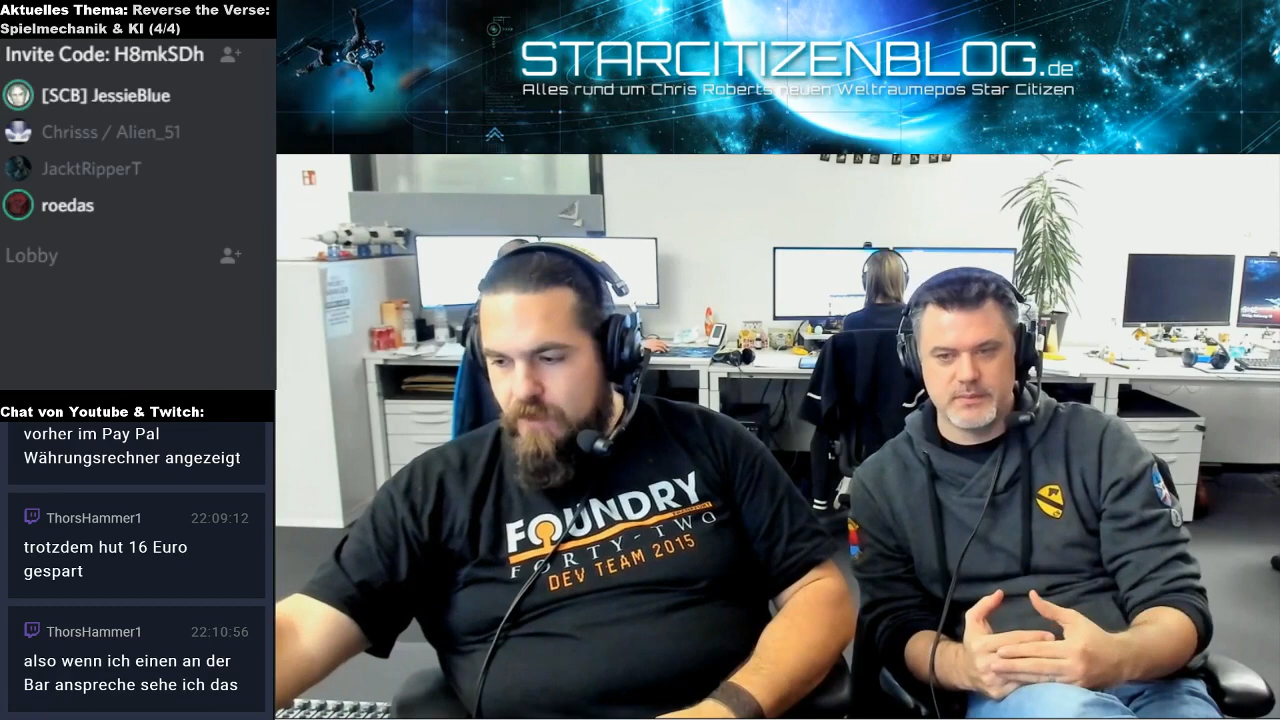 Aktuelles Thema: Reverse the Verse:
Spielmechanik & KI (4/4)
Invite Code: H8mkSDh
[SCB] JessieBlue
Chrisss / Alien_51
JacktRipperT
roedas
Lobby
Chat von Youtube & Twitch:
vorher im Pay Pal
Währungsrechner angezeigt
ThorsHammer1 22:09:12
trotzdem hut 16 Euro
gespart
ThorsHammer1 22:10:56
also wenn ich einen an der
Bar anspreche sehe ich das
STARCITIZENBLOG.de
Alles rund um Chris Roberts neuen Weltraumepos Star Citizen
FOUNDRY
FRANKFURT
FORTY-TWO
DEV TEAM 2015